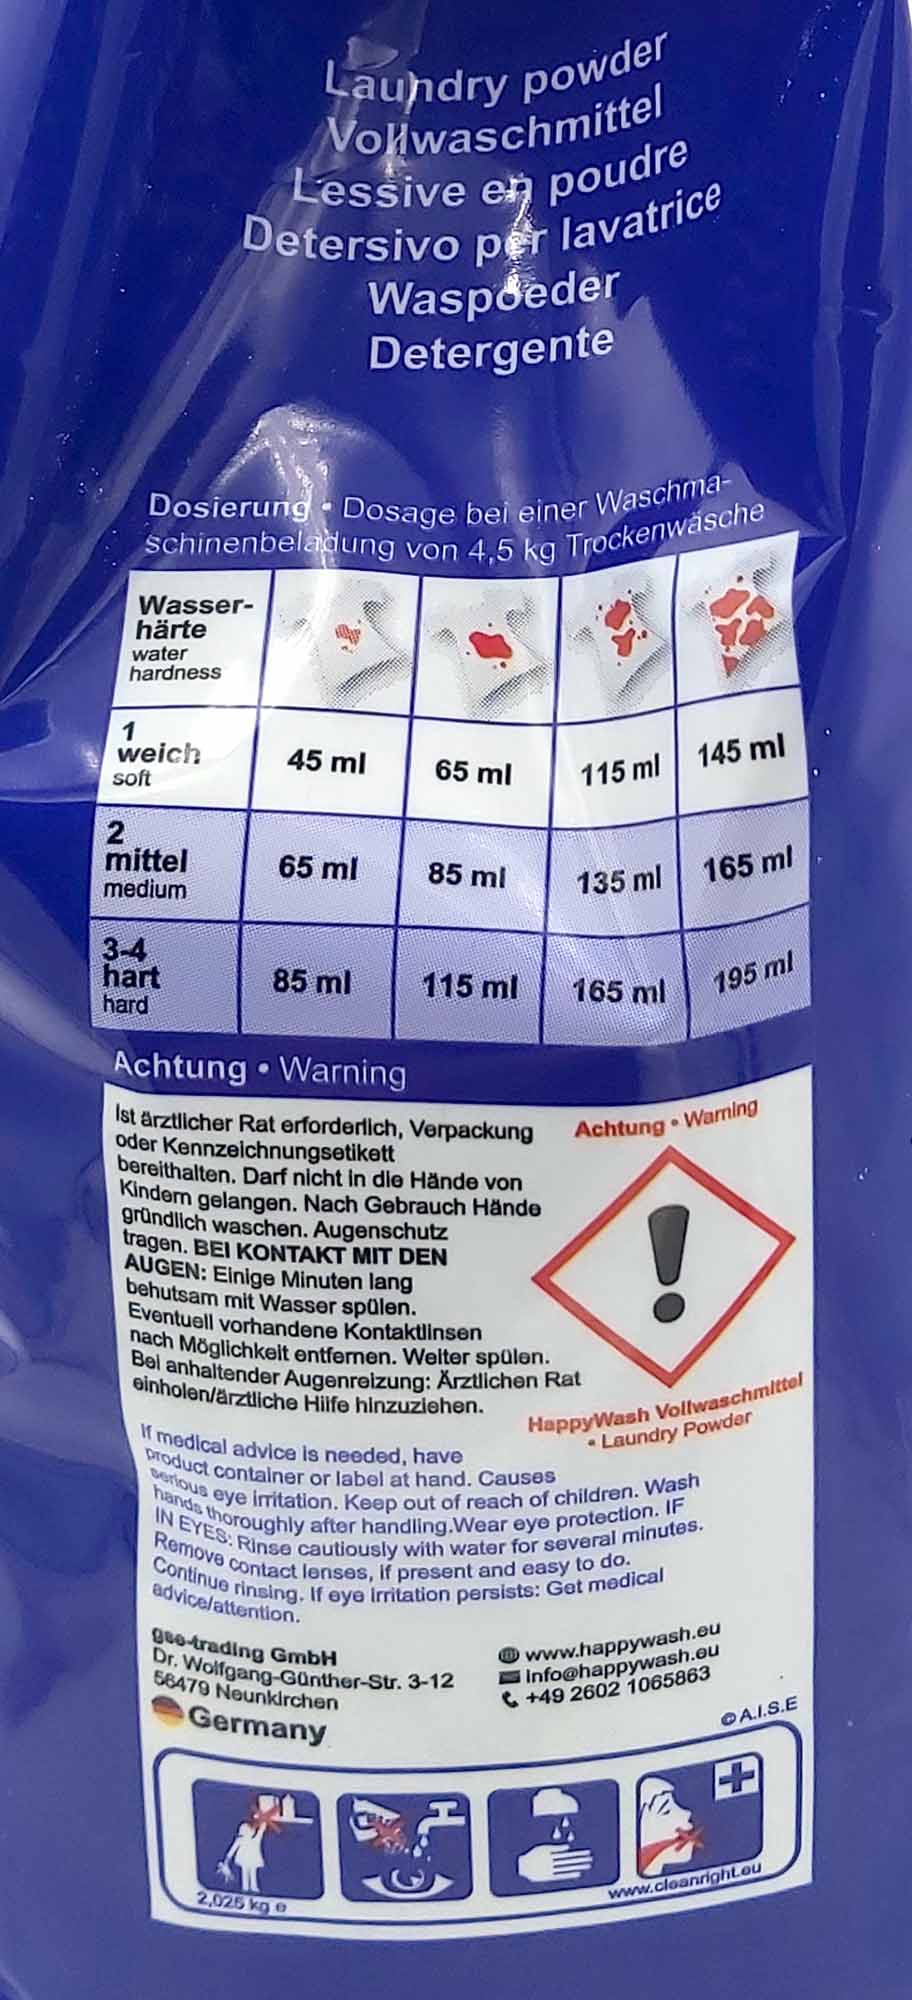 Laundry powder
Vollwaschmittel
Lessive en poudre
Detersivo per lavatrice
Waspoeder
Detergente
Dosierung • Dosage bei einer Waschma-
schinenbeladung von 4,5 kg Trockenwäsche
Wasser-
härte
water
hardness
1
weich
soft
45 ml
65 ml
115 ml
145 ml
2
mittel
medium
65 ml
85 ml
135 ml
165 ml
3-4
hart
hard
85 ml
115 ml
165 ml
195 ml
Achtung • Warning
Ist ärztlicher Rat erforderlich, Verpackung
oder Kennzeichnungsetikett
bereithalten. Darf nicht in die Hände von
Kindern gelangen. Nach Gebrauch Hände
gründlich waschen. Augenschutz
tragen. BEI KONTAKT MIT DEN
AUGEN: Einige Minuten lang
behutsam mit Wasser spülen.
Eventuell vorhandene Kontaktlinsen
nach Möglichkeit entfernen. Weiter spülen.
Bei anhaltender Augenreizung: Ärztlichen Rat
einholen/ärztliche Hilfe hinzuziehen.
Achtung • Warning
HappyWash Vollwaschmittel
• Laundry Powder
If medical advice is needed, have
product container or label at hand. Causes
serious eye irritation. Keep out of reach of children. Wash
hands thoroughly after handling.Wear eye protection. IF
IN EYES: Rinse cautiously with water for several minutes.
Remove contact lenses, if present and easy to do.
Continue rinsing. If eye irritation persists: Get medical
advice/attention.
gse-trading GmbH
Dr. Wolfgang-Günther-Str. 3-12
56479 Neunkirchen
Germany
www.happywash.eu
info@happywash.eu
+49 2602 1065863
© A.I.S.E
2,025 kg e
www.cleanright.eu